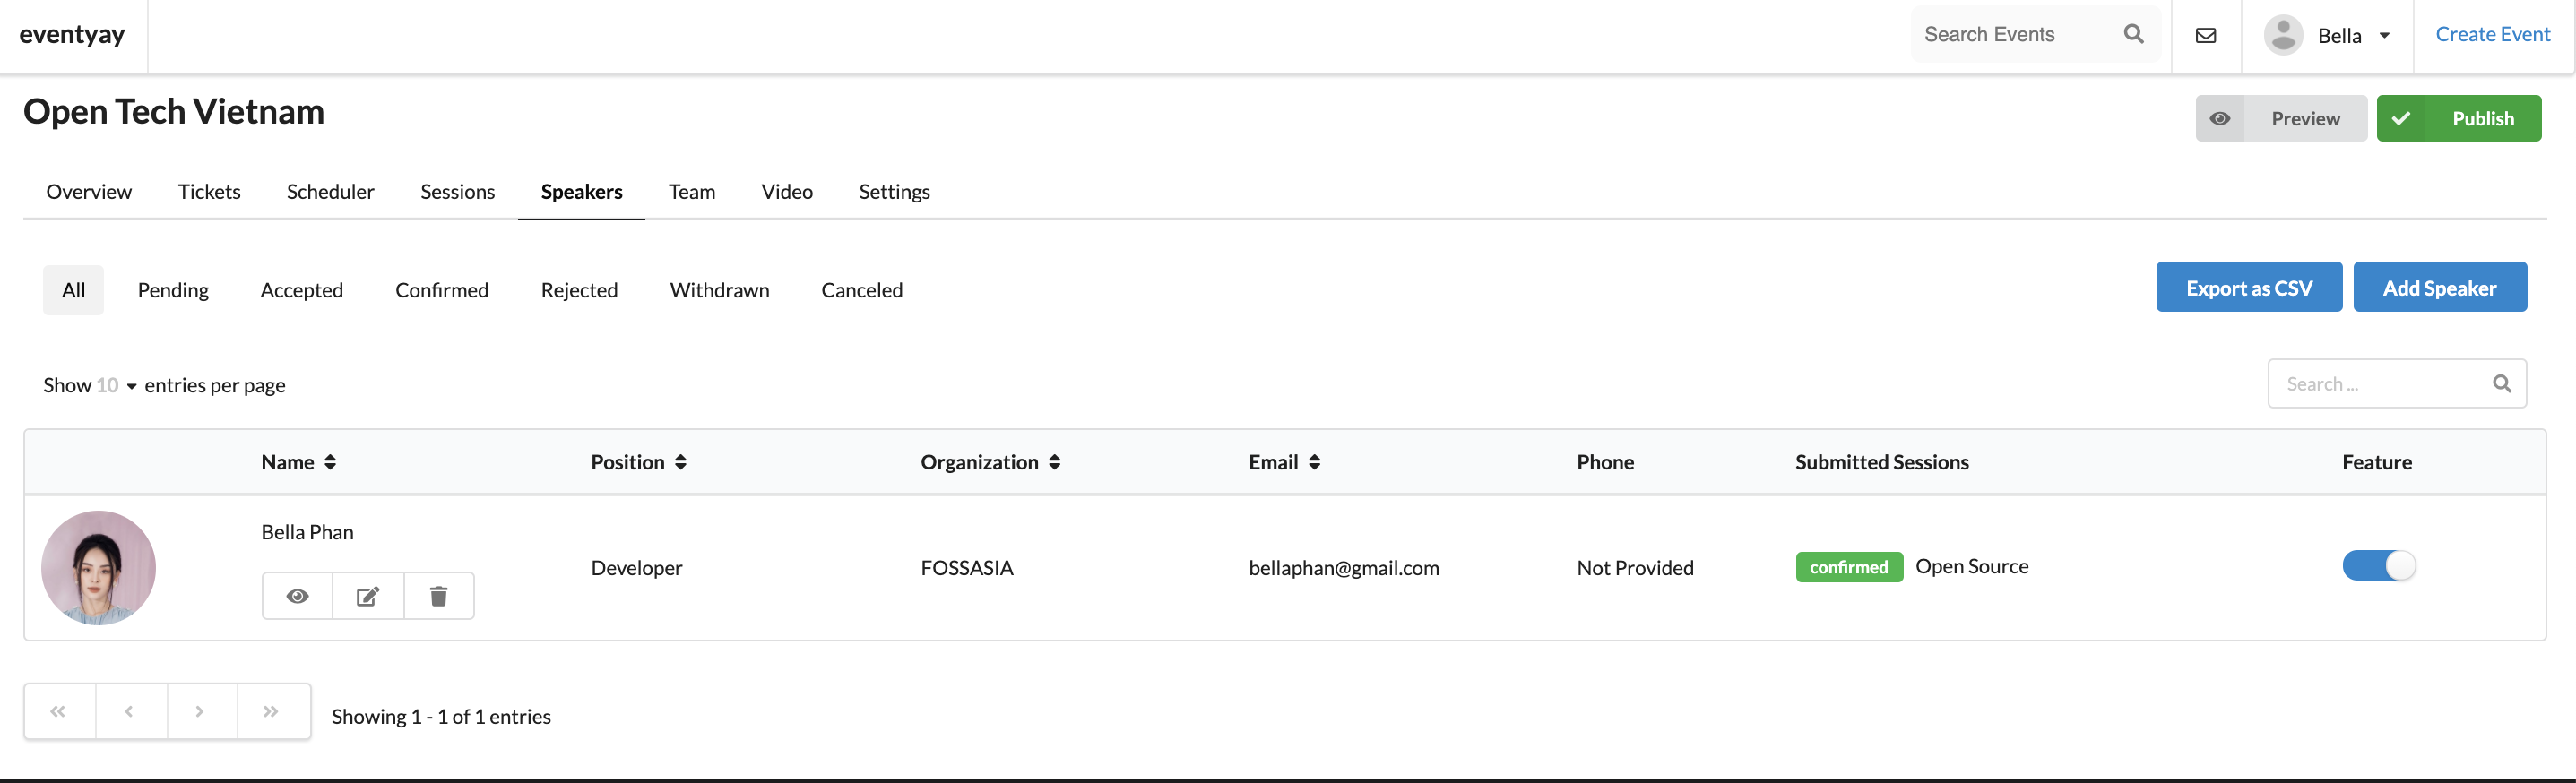 eventyay
Search Events
Bella
Create Event
Open Tech Vietnam
Preview
Publish
Overview Tickets Scheduler Sessions Speakers Team Video Settings
All Pending Accepted Confirmed Rejected Withdrawn Canceled
Export as CSV
Add Speaker
Show 10 entries per page
Search ...
Name Position Organization Email Phone Submitted Sessions Feature
Bella Phan
Developer FOSSASIA bellaphan@gmail.com Not Provided confirmed Open Source
« ‹ › »
Showing 1 - 1 of 1 entries